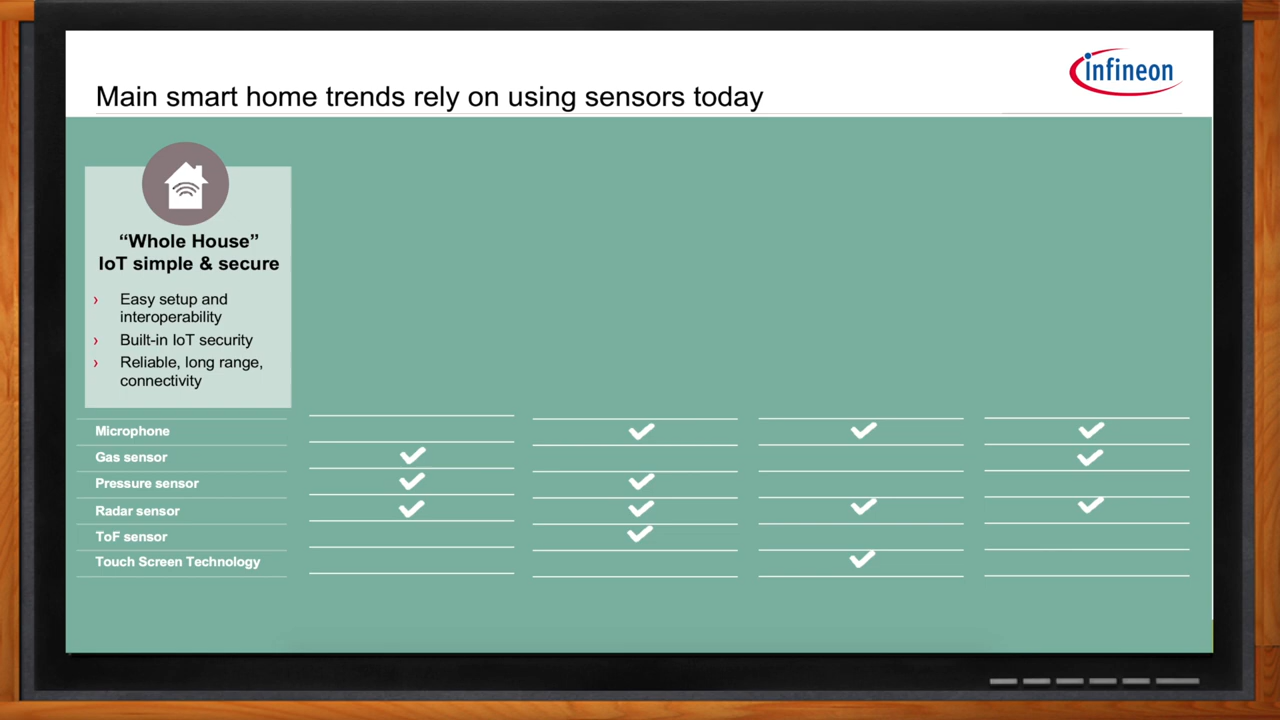 Main smart home trends rely on using sensors today
infineon
“Whole House”
IoT simple & secure
› Easy setup and
interoperability
› Built-in IoT security
› Reliable, long range,
connectivity
Microphone
Gas sensor
Pressure sensor
Radar sensor
ToF sensor
Touch Screen Technology